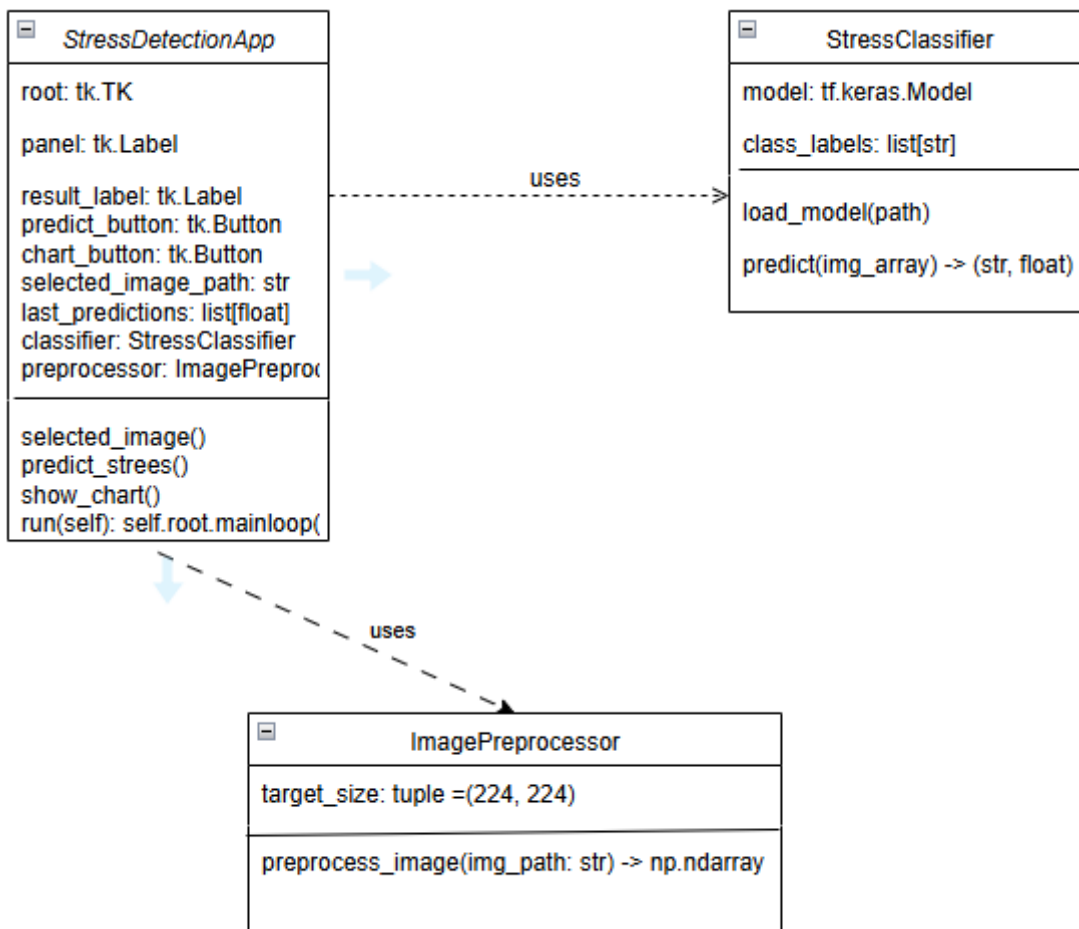 StressDetectionApp
root: tk.TK
panel: tk.Label
result_label: tk.Label
predict_button: tk.Button
chart_button: tk.Button
selected_image_path: str
last_predictions: list[float]
classifier: StressClassifier
preprocessor: ImagePreproc
selected_image()
predict_strees()
show_chart()
run(self): self.root.mainloop(
uses
StressClassifier
model: tf.keras.Model
class_labels: list[str]
load_model(path)
predict(img_array) -> (str, float)
uses
ImagePreprocessor
target_size: tuple =(224, 224)
preprocess_image(img_path: str) -> np.ndarray